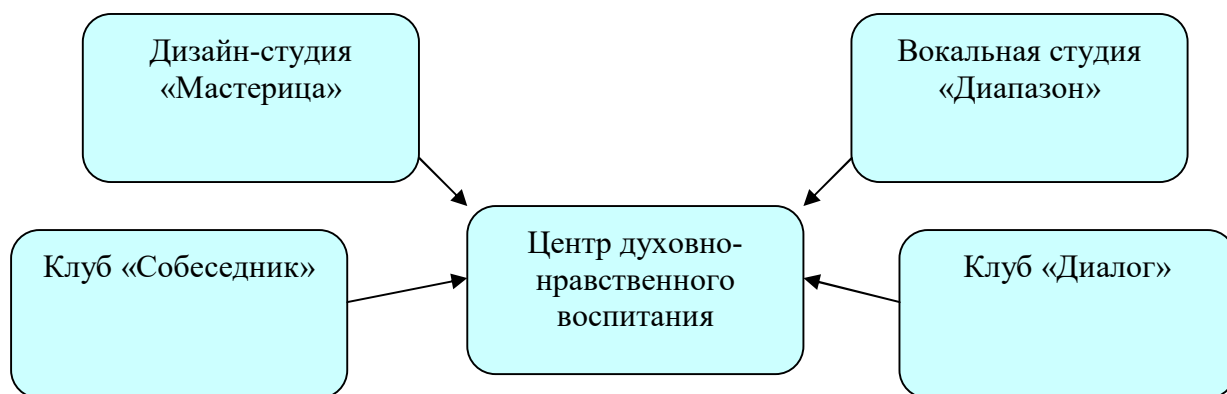 Дизайн-студия
«Мастерица»
Вокальная студия
«Диапазон»
Клуб «Собеседник»
Центр духовно-
нравственного
воспитания
Клуб «Диалог»